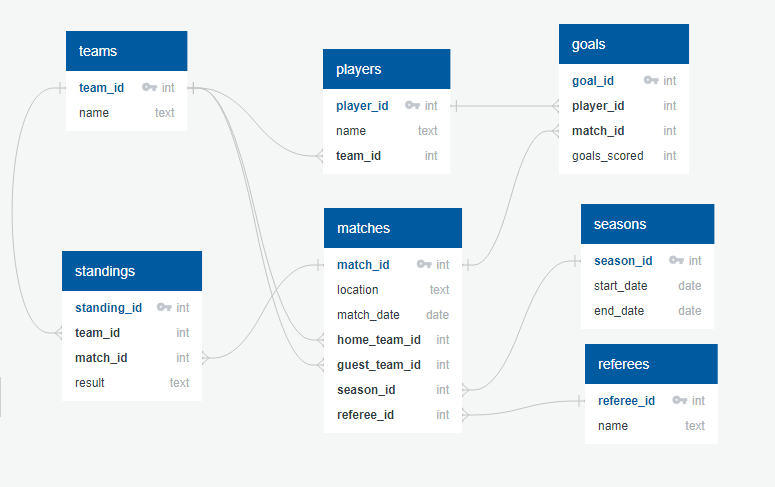 teams
team_id int
name text
players
player_id int
name text
team_id int
goals
goal_id int
player_id int
match_id int
goals_scored int
standings
standing_id int
team_id int
match_id int
result text
matches
match_id int
location text
match_date date
home_team_id int
guest_team_id int
season_id int
referee_id int
seasons
season_id int
start_date date
end_date date
referees
referee_id int
name text